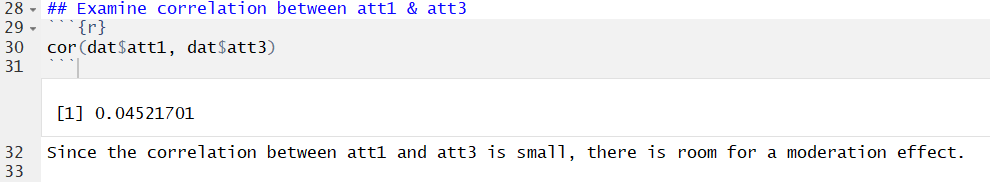 28 ## Examine correlation between att1 & att3
29 ```{r}
30 cor(dat$att1, dat$att3)
31 ```
[1] 0.04521701
32 Since the correlation between att1 and att3 is small, there is room for a moderation effect.
33